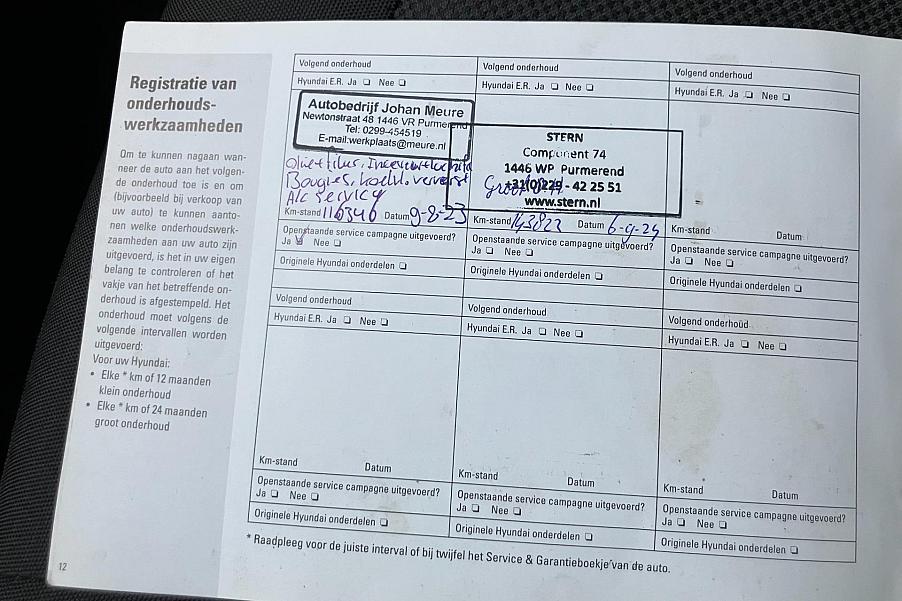 Registratie van
onderhouds-
werkzaamheden
Om te kunnen nagaan wan-
neer de auto aan het volgen-
de onderhoud toe is en om
(bijvoorbeeld bij verkoop van
uw auto) te kunnen aanto-
nen welke onderhoudswerk-
zaamheden aan uw auto zijn
uitgevoerd, is het in uw eigen
belang te controleren of het
vakje van het betreffende on-
derhoud is afgestempeld. Het
onderhoud moet volgens de
volgende intervallen worden
uitgevoerd:
Voor uw Hyundai:
• Elke * km of 12 maanden
klein onderhoud
• Elke * km of 24 maanden
groot onderhoud
12
Volgend onderhoud
Hyundai E.R. Ja ❏ Nee ❏
Autobedrijf Johan Meure
Newtonstraat 48 1446 VR Purmerend
Tel: 0299-454519
E-mail:werkplaats@meure.nl
Bougies,
A/c Service
Km-stand 116346 Datum 9-8-23
Openstaande service campagne uitgevoerd?
Ja ☑ Nee ❏
Originele Hyundai onderdelen ❏
Volgend onderhoud
Hyundai E.R. Ja ❏ Nee ❏
STERN
Component 74
1446 WP Purmerend
- 42 25 51
www.stern.nl
Km-stand 143822 Datum 6-9-24
Openstaande service campagne uitgevoerd?
Ja ❏ Nee ❏
Originele Hyundai onderdelen ❏
Volgend onderhoud
Hyundai E.R. Ja ❏ Nee ❏
Km-stand Datum
Openstaande service campagne uitgevoerd?
Ja ❏ Nee ❏
Originele Hyundai onderdelen ❏
Volgend onderhoud
Hyundai E.R. Ja ❏ Nee ❏
Km-stand Datum
Openstaande service campagne uitgevoerd?
Ja ❏ Nee ❏
Originele Hyundai onderdelen ❏
Volgend onderhoud
Hyundai E.R. Ja ❏ Nee ❏
Km-stand Datum
Openstaande service campagne uitgevoerd?
Ja ❏ Nee ❏
Originele Hyundai onderdelen ❏
Volgend onderhoud
Hyundai E.R. Ja ❏ Nee ❏
Km-stand Datum
Openstaande service campagne uitgevoerd?
Ja ❏ Nee ❏
Originele Hyundai onderdelen ❏
* Raadpleeg voor de juiste interval of bij twijfel het Service & Garantieboekje van de auto.